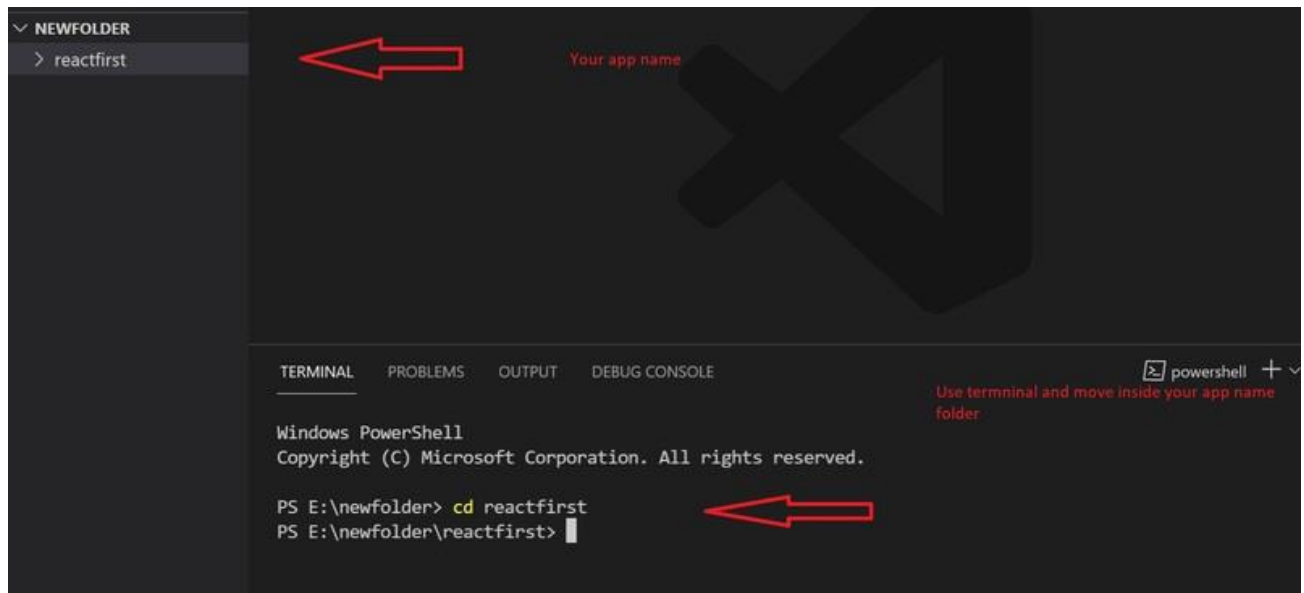 NEWFOLDER
reactfirst
Your app name
TERMINAL PROBLEMS OUTPUT DEBUG CONSOLE
powershell
Use termninal and move inside your app name
folder
Windows PowerShell
Copyright (C) Microsoft Corporation. All rights reserved.
PS E:\newfolder> cd reactfirst
PS E:\newfolder\reactfirst>